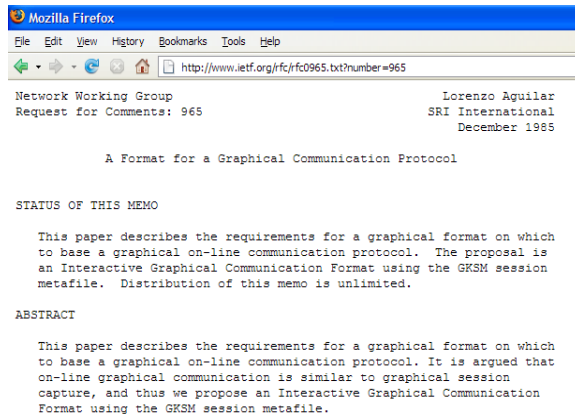 Mozilla Firefox
File Edit View History Bookmarks Tools Help
http://www.ietf.org/rfc/rfc0965.txt?number=965
Network Working Group Lorenzo Aguilar
Request for Comments: 965 SRI International
December 1985
A Format for a Graphical Communication Protocol
STATUS OF THIS MEMO
This paper describes the requirements for a graphical format on which
to base a graphical on-line communication protocol. The proposal is
an Interactive Graphical Communication Format using the GKSM session
metafile. Distribution of this memo is unlimited.
ABSTRACT
This paper describes the requirements for a graphical format on which
to base a graphical on-line communication protocol. It is argued that
on-line graphical communication is similar to graphical session
capture, and thus we propose an Interactive Graphical Communication
Format using the GKSM session metafile.